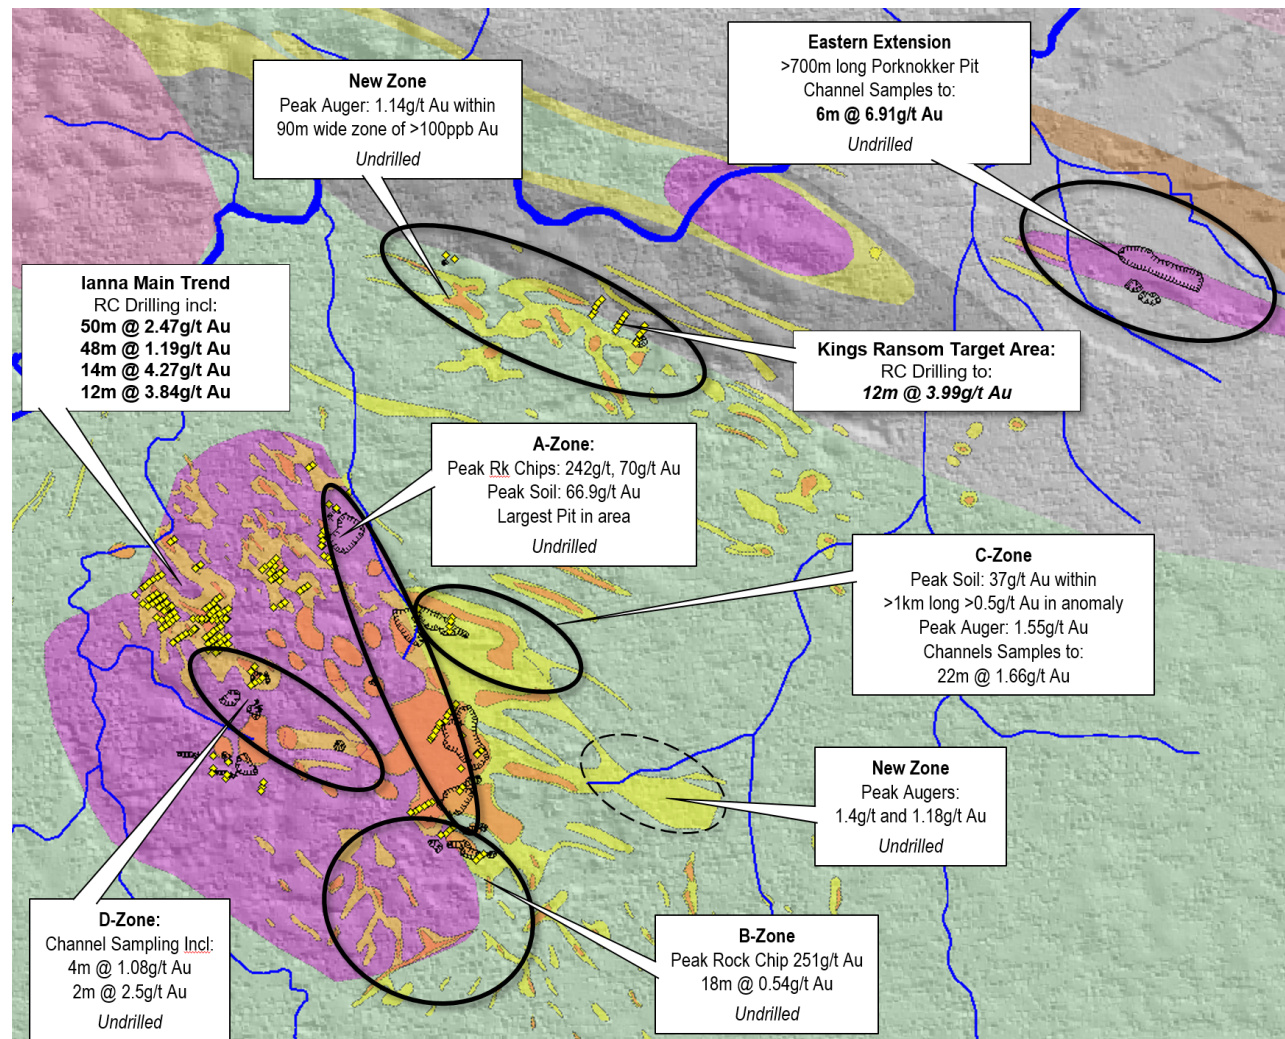 New Zone
Peak Auger: 1.14g/t Au within
90m wide zone of >100ppb Au
Undrilled
Eastern Extension
>700m long Porknokker Pit
Channel Samples to:
6m @ 6.91g/t Au
Undrilled
Ianna Main Trend
RC Drilling incl:
50m @ 2.47g/t Au
48m @ 1.19g/t Au
14m @ 4.27g/t Au
12m @ 3.84g/t Au
Kings Ransom Target Area:
RC Drilling to:
12m @ 3.99g/t Au
A-Zone:
Peak Rk Chips: 242g/t, 70g/t Au
Peak Soil: 66.9g/t Au
Largest Pit in area
Undrilled
C-Zone
Peak Soil: 37g/t Au within
>1km long >0.5g/t Au in anomaly
Peak Auger: 1.55g/t Au
Channels Samples to:
22m @ 1.66g/t Au
New Zone
Peak Augers:
1.4g/t and 1.18g/t Au
Undrilled
D-Zone:
Channel Sampling Incl:
4m @ 1.08g/t Au
2m @ 2.5g/t Au
Undrilled
B-Zone
Peak Rock Chip 251g/t Au
18m @ 0.54g/t Au
Undrilled